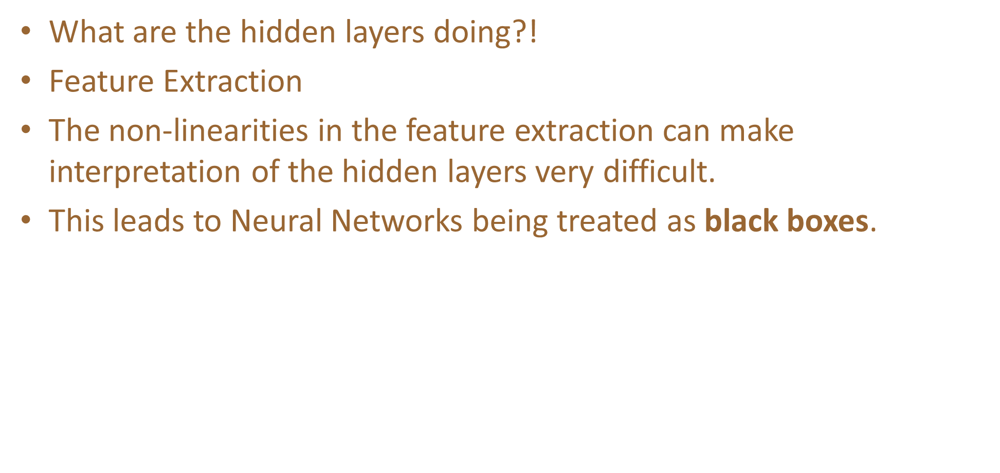 • What are the hidden layers doing?!
• Feature Extraction
• The non-linearities in the feature extraction can make
interpretation of the hidden layers very difficult.
• This leads to Neural Networks being treated as black boxes.